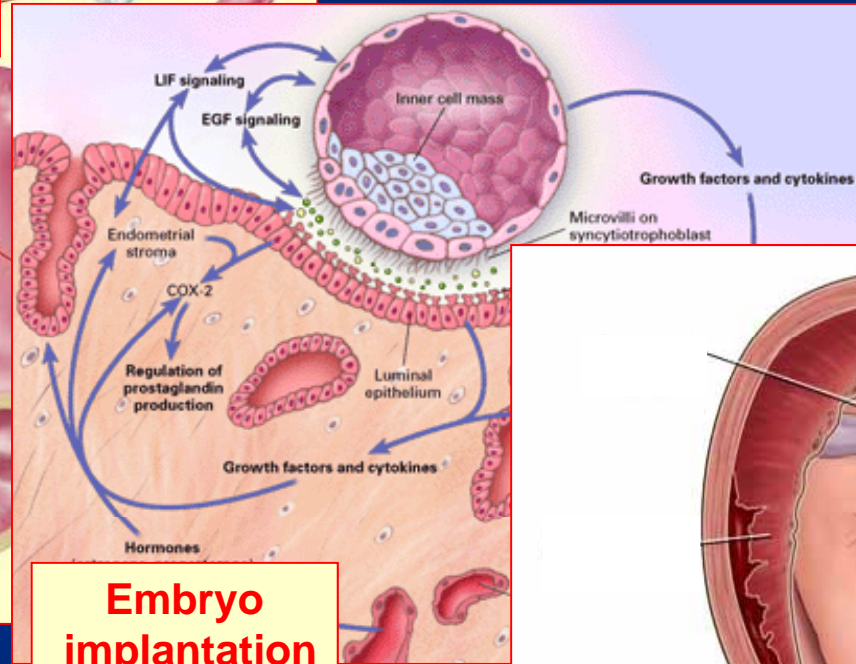 LIF signaling
EGF signaling
Inner cell mass
Growth factors and cytokines
Microvilli on
syncytiotrophoblast
Endometrial
stroma
COX-2
Regulation of
prostaglandin
production
Luminal
epithelium
Growth factors and cytokines
Hormones
Embryo
implantation